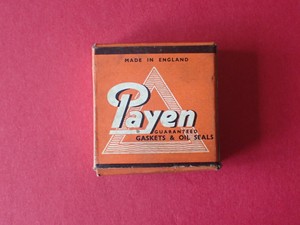 MADE IN ENGLAND
Payen
GUARANTEED
GASKETS & OIL SEALS